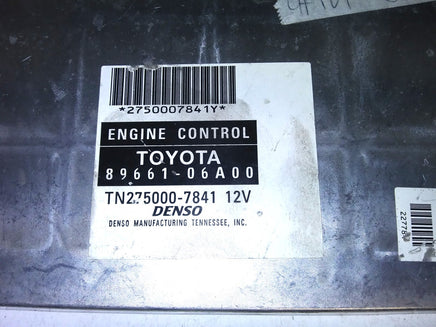 *2750007841Y*
ENGINE CONTROL
TOYOTA
89661-06A00
TN275000-7841 12V
DENSO
DENSO MANUFACTURING TENNESSEE, INC.